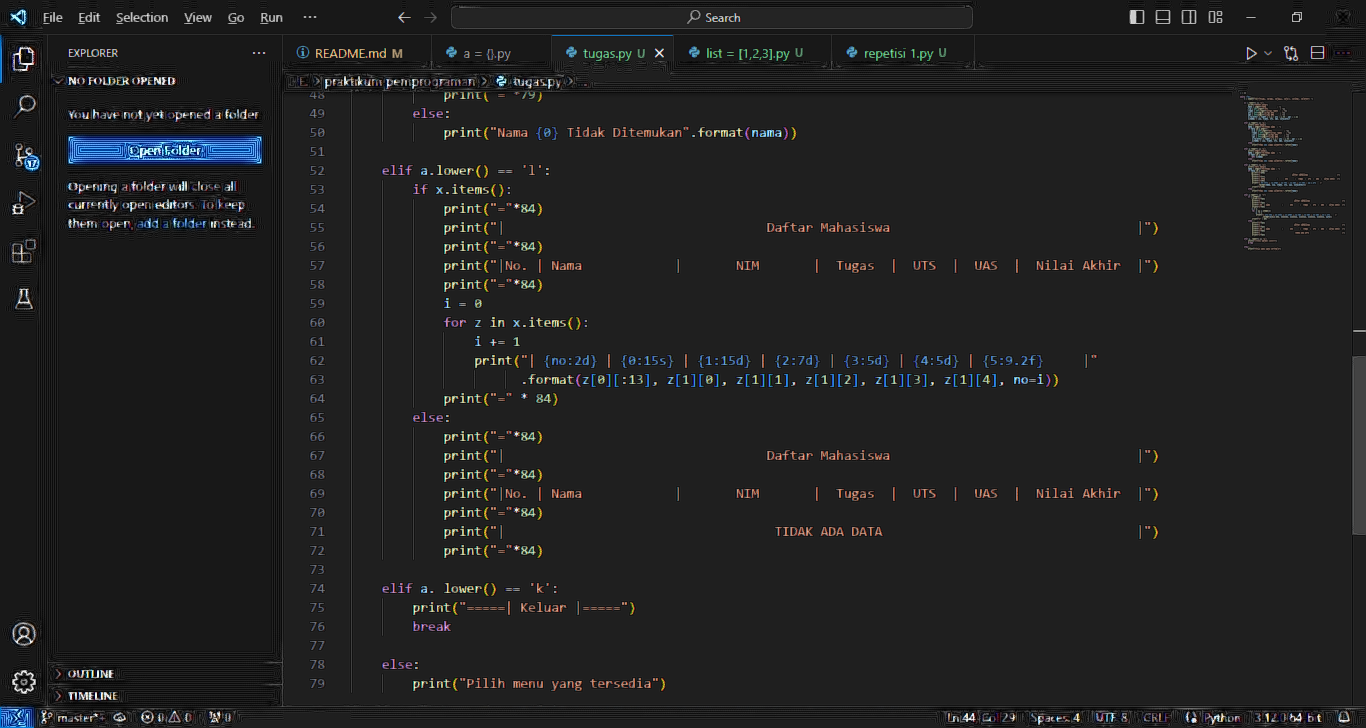 File Edit Selection View Go Run ··· Search
EXPLORER ···
README.md M a = {}.py tugas.py U list = [1,2,3].py U repetisi 1.py U
NO FOLDER OPENED
You have not yet opened a folder
Open Folder
Opening a folder will close all
currently open editors. To keep
them open, add a folder instead.
OUTLINE
TIMELINE
E: > praktikum pemprograman > tugas.py > ...
48 print("="*79)
49 else:
50 print("Nama {0} Tidak Ditemukan".format(nama))
51
52 elif a.lower() == 'l':
53 if x.items():
54 print("="*84)
55 print("| Daftar Mahasiswa |")
56 print("="*84)
57 print("|No. | Nama | NIM | Tugas | UTS | UAS | Nilai Akhir |")
58 print("="*84)
59 i = 0
60 for z in x.items():
61 i += 1
62 print("| {no:2d} | {0:15s} | {1:15d} | {2:7d} | {3:5d} | {4:5d} | {5:9.2f} |"
63 .format(z[0][:13], z[1][0], z[1][1], z[1][2], z[1][3], z[1][4], no=i))
64 print("=" * 84)
65 else:
66 print("="*84)
67 print("| Daftar Mahasiswa |")
68 print("="*84)
69 print("|No. | Nama | NIM | Tugas | UTS | UAS | Nilai Akhir |")
70 print("="*84)
71 print("| TIDAK ADA DATA |")
72 print("="*84)
73
74 elif a. lower() == 'k':
75 print("=====| Keluar |=====")
76 break
77
78 else:
79 print("Pilih menu yang tersedia")
17
master* 0 0 0 Ln 44, Col 29 Spaces: 4 UTF-8 CRLF Python 3.12.0 64-bit